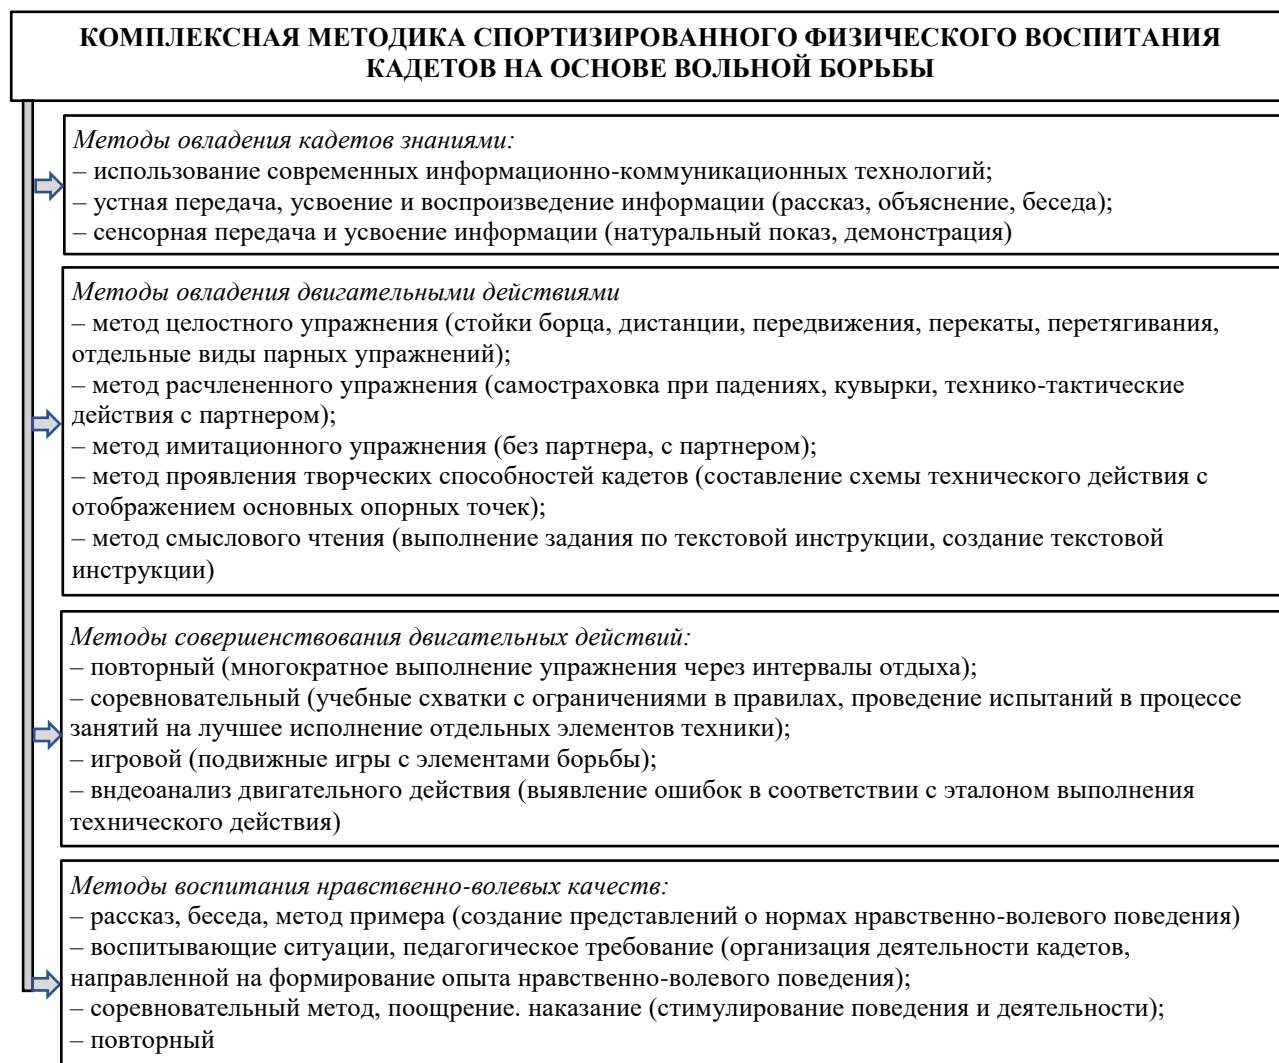 КОМПЛЕКСНАЯ МЕТОДИКА СПОРТИЗИРОВАННОГО ФИЗИЧЕСКОГО ВОСПИТАНИЯ
КАДЕТОВ НА ОСНОВЕ ВОЛЬНОЙ БОРЬБЫ
Методы овладения кадетов знаниями:
– использование современных информационно-коммуникационных технологий;
– устная передача, усвоение и воспроизведение информации (рассказ, объяснение, беседа);
– сенсорная передача и усвоение информации (натуральный показ, демонстрация)
Методы овладения двигательными действиями
– метод целостного упражнения (стойки борца, дистанции, передвижения, перекаты, перетягивания,
отдельные виды парных упражнений);
– метод расчлененного упражнения (самостраховка при падениях, кувырки, технико-тактические
действия с партнером);
– метод имитационного упражнения (без партнера, с партнером);
– метод проявления творческих способностей кадетов (составление схемы технического действия с
отображением основных опорных точек);
– метод смыслового чтения (выполнение задания по текстовой инструкции, создание текстовой
инструкции)
Методы совершенствования двигательных действий:
– повторный (многократное выполнение упражнения через интервалы отдыха);
– соревновательный (учебные схватки с ограничениями в правилах, проведение испытаний в процессе
занятий на лучшее исполнение отдельных элементов техники);
– игровой (подвижные игры с элементами борьбы);
– вндеоанализ двигательного действия (выявление ошибок в соответствии с эталоном выполнения
технического действия)
Методы воспитания нравственно-волевых качеств:
– рассказ, беседа, метод примера (создание представлений о нормах нравственно-волевого поведения)
– воспитывающие ситуации, педагогическое требование (организация деятельности кадетов,
направленной на формирование опыта нравственно-волевого поведения);
– соревновательный метод, поощрение. наказание (стимулирование поведения и деятельности);
– повторный